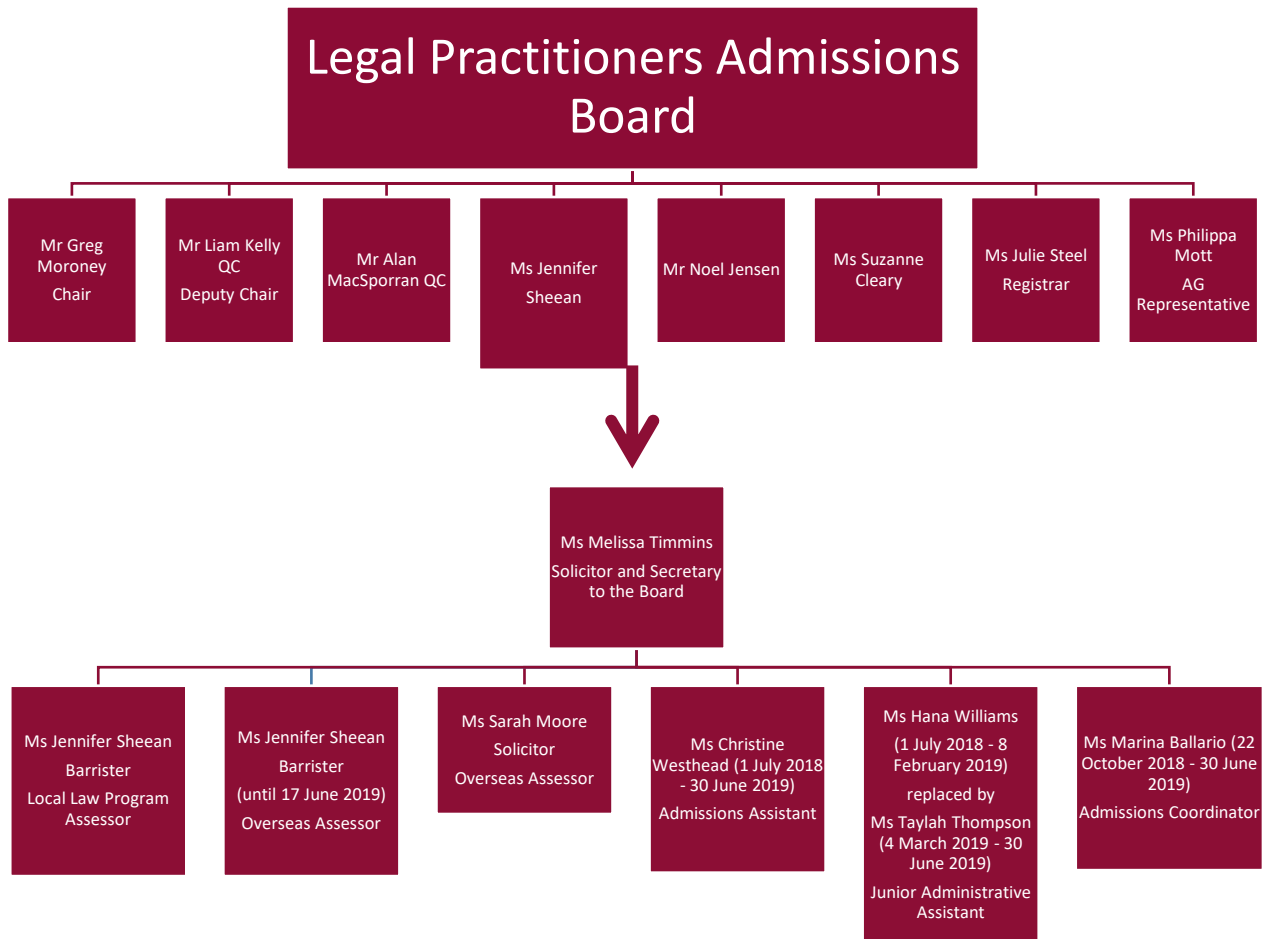 Legal Practitioners Admissions
Board
Mr Greg
Moroney
Chair
Mr Liam Kelly
QC
Deputy Chair
Mr Alan
MacSporran QC
Ms Jennifer
Sheean
Mr Noel Jensen
Ms Suzanne
Cleary
Ms Julie Steel
Registrar
Ms Philippa
Mott
AG
Representative
Ms Melissa Timmins
Solicitor and Secretary
to the Board
Ms Jennifer Sheean
Barrister
Local Law Program
Assessor
Ms Jennifer Sheean
Barrister
(until 17 June 2019)
Overseas Assessor
Ms Sarah Moore
Solicitor
Overseas Assessor
Ms Christine
Westhead (1 July 2018
- 30 June 2019)
Admissions Assistant
Ms Hana Williams
(1 July 2018 - 8
February 2019)
replaced by
Ms Taylah Thompson
(4 March 2019 - 30
June 2019)
Junior Administrative
Assistant
Ms Marina Ballario (22
October 2018 - 30 June
2019)
Admissions Coordinator